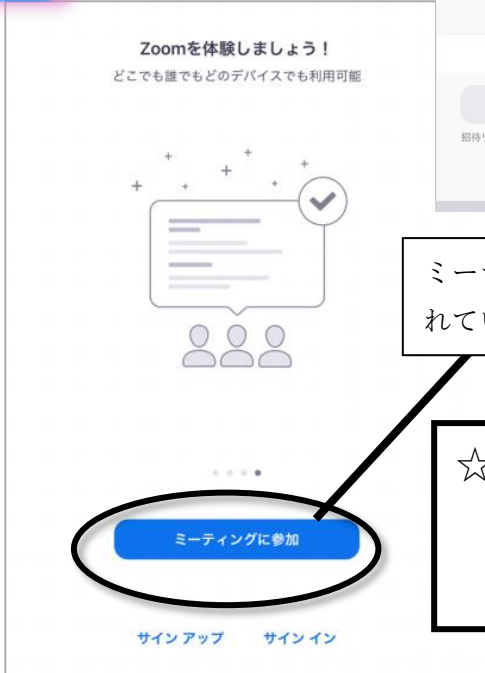 Zoomを体験しましょう！
どこでも誰でもどのデバイスでも利用可能
招待
ミー
れて
☆
ミーティングに参加
サイン アップ　サイン イン